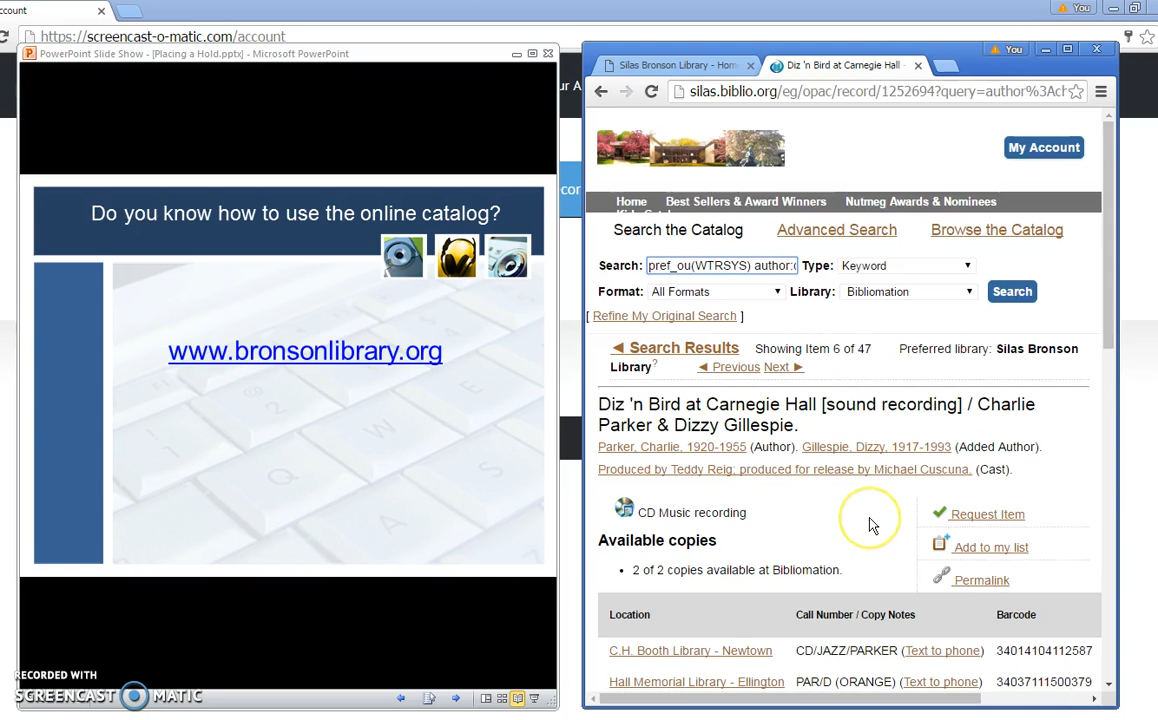 ccount
You
https://screencast-o-matic.com/account
PowerPoint Slide Show - [Placing a Hold.pptx] - Microsoft PowerPoint
ur A
cor
Do you know how to use the online catalog?
www.bronsonlibrary.org
RECORDED WITH
SCREENCAST MATIC
You
Silas Bronson Library - Hom
Diz 'n Bird at Carnegie Hall -
silas.biblio.org/eg/opac/record/1252694?query=author%3Ach
My Account
Home Best Sellers & Award Winners Nutmeg Awards & Nominees
Search the Catalog Advanced Search Browse the Catalog
Search: pref_ou(WTRSYS) author:c Type: Keyword
Format: All Formats Library: Bibliomation Search
[ Refine My Original Search ]
◄ Search Results Showing Item 6 of 47 Preferred library: Silas Bronson
Library? ◄ Previous Next ►
Diz 'n Bird at Carnegie Hall [sound recording] / Charlie
Parker & Dizzy Gillespie.
Parker, Charlie, 1920-1955 (Author). Gillespie, Dizzy, 1917-1993 (Added Author).
Produced by Teddy Reig; produced for release by Michael Cuscuna. (Cast).
CD Music recording
Request Item
Available copies
Add to my list
• 2 of 2 copies available at Bibliomation.
Permalink
Location Call Number / Copy Notes Barcode
C.H. Booth Library - Newtown CD/JAZZ/PARKER (Text to phone) 34014104112587
Hall Memorial Library - Ellington PAR/D (ORANGE) (Text to phone) 34037111500379